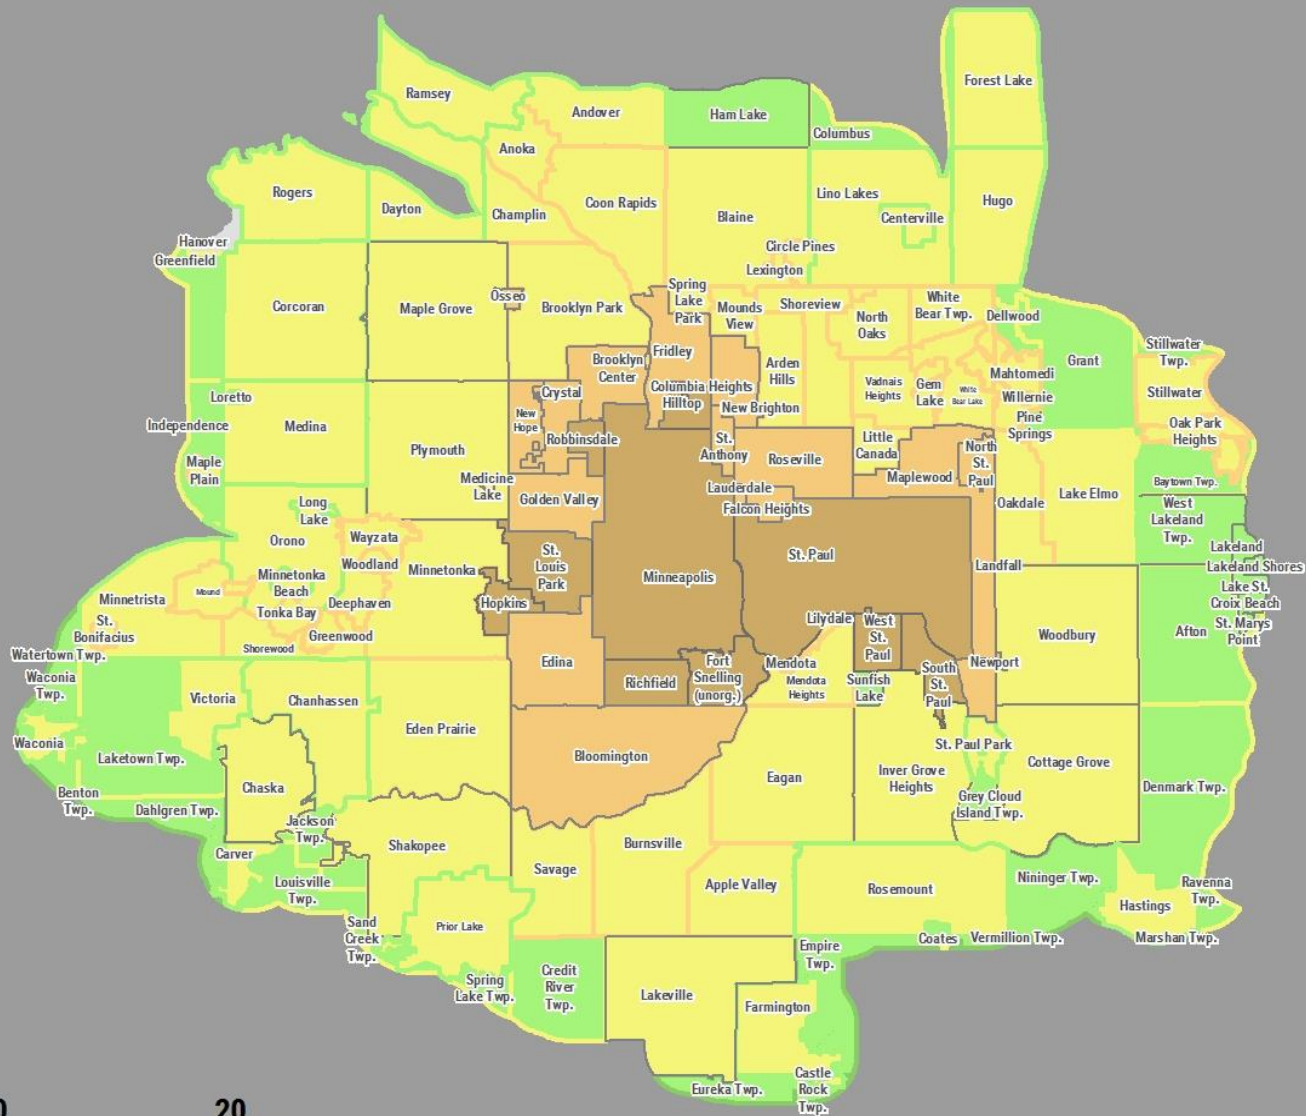 Forest Lake
Ramsey
Andover
Ham Lake
Columbus
Anoka
Rogers
Dayton
Champlin
Coon Rapids
Blaine
Lino Lakes
Centerville
Hugo
Hanover
Greenfield
Circle Pines
Lexington
Corcoran
Maple Grove
Osseo
Brooklyn Park
Spring
Lake
Park
Mounds
View
Shoreview
North
Oaks
White
Bear Twp.
Dellwood
Stillwater
Twp.
Grant
Brooklyn
Center
Fridley
Arden
Hills
Vadnais
Heights
Gem
Lake
White
Bear Lake
Mahtomedi
Willernie
Pine
Springs
Stillwater
Oak Park
Heights
Loretto
Independence
Medina
Plymouth
Crystal
New
Hope
Robbinsdale
Columbia Heights
Hilltop
New Brighton
St.
Anthony
Roseville
Little
Canada
Maplewood
North
St.
Paul
Maple
Plain
Medicine
Lake
Golden Valley
Lauderdale
Falcon Heights
Oakdale
Lake Elmo
Baytown Twp.
West
Lakeland
Twp.
Long
Lake
Orono
Wayzata
Woodland
Minnetonka
St.
Louis
Park
Minneapolis
St. Paul
Landfall
Lakeland
Lakeland Shores
Lake St.
Croix Beach
St. Marys
Point
Minnetrista
Mound
Minnetonka
Beach
Tonka Bay
Deephaven
Greenwood
Shorewood
Hopkins
St.
Bonifacius
Watertown Twp.
Waconia
Twp.
Edina
Richfield
Fort
Snelling
(unorg.)
Lilydale
Mendota
Mendota
Heights
West
St.
Paul
Sunfish
Lake
South
St.
Paul
Newport
Woodbury
Afton
Victoria
Chanhassen
Eden Prairie
Waconia
Laketown Twp.
Bloomington
Eagan
Inver Grove
Heights
St. Paul Park
Cottage Grove
Grey Cloud
Island Twp.
Denmark Twp.
Chaska
Benton
Twp.
Dahlgren Twp.
Jackson
Twp.
Carver
Shakopee
Louisville
Twp.
Savage
Burnsville
Apple Valley
Rosemount
Nininger Twp.
Ravenna
Twp.
Hastings
Sand
Creek
Twp.
Prior Lake
Coates
Vermillion Twp.
Marshan Twp.
Spring
Lake Twp.
Credit
River
Twp.
Lakeville
Farmington
Empire
Twp.
Eureka Twp.
Castle
Rock
Twp.
20